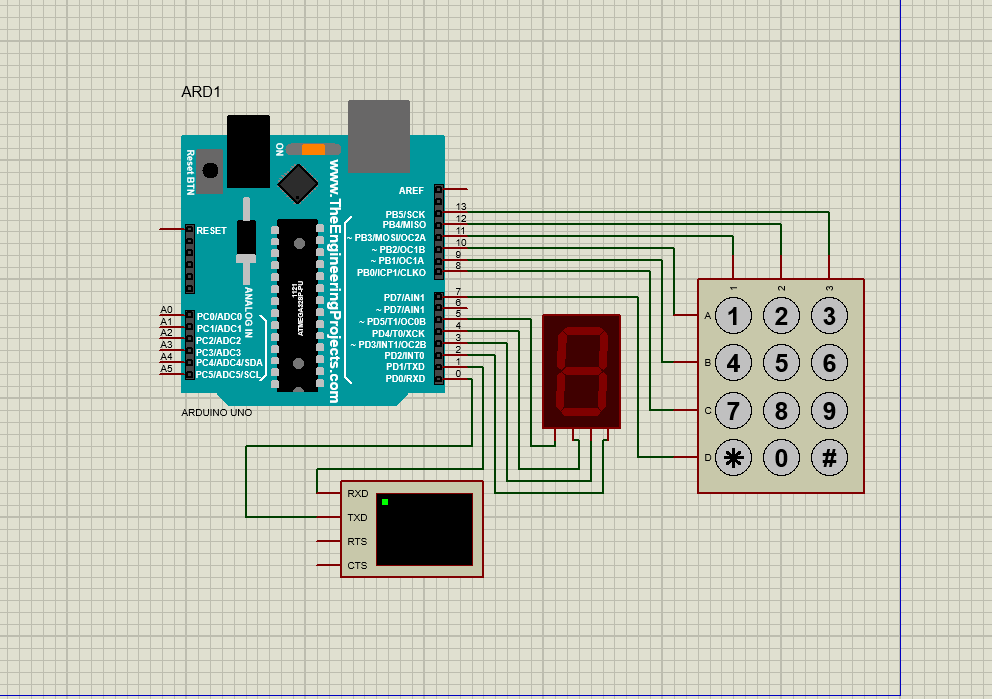 ARD1
ON
Reset BTN
www.TheEngineeringProjects.com
AREF
13
PB5/SCK
12
PB4/MISO
11
~ PB3/MOSI/OC2A
10
~ PB2/OC1B
9
~ PB1/OC1A
8
PB0/ICP1/CLKO
RESET
7
PD7/AIN1
6
~ PD7/AIN1
5
~ PD5/T1/OC0B
4
PD4/T0/XCK
3
~ PD3/INT1/OC2B
2
PD2/INT0
1
PD1/TXD
0
PD0/RXD
ANALOG IN
ATMEGA328P-PU
1121
A0
PC0/ADC0
A1
PC1/ADC1
A2
PC2/ADC2
A3
PC3/ADC3
A4
PC4/ADC4/SDA
A5
PC5/ADC5/SCL
ARDUINO UNO
1 2 3
A 1 2 3
B 4 5 6
C 7 8 9
D * 0 #
RXD
TXD
RTS
CTS